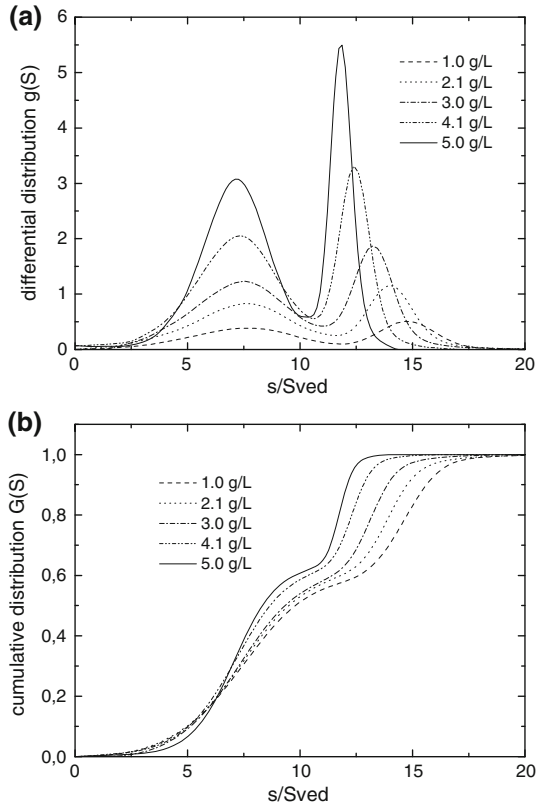 (a)
differential distribution g(S)
6
5
4
3
2
1
0
1.0 g/L
2.1 g/L
3.0 g/L
4.1 g/L
5.0 g/L
0 5 10 15 20
s/Sved
(b)
cumulative distribution G(S)
1,0
0,8
0,6
0,4
0,2
0,0
1.0 g/L
2.1 g/L
3.0 g/L
4.1 g/L
5.0 g/L
0 5 10 15 20
s/Sved